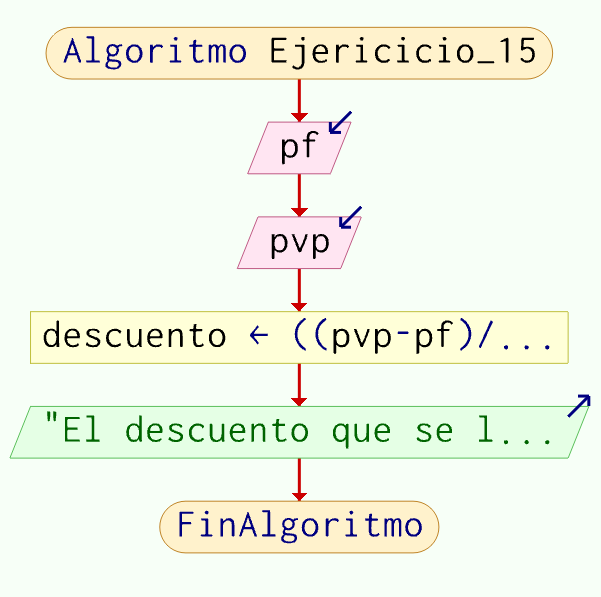 Algoritmo Ejericicio_15
pf
pvp
descuento ← ((pvp-pf)/...
"El descuento que se l...
FinAlgoritmo